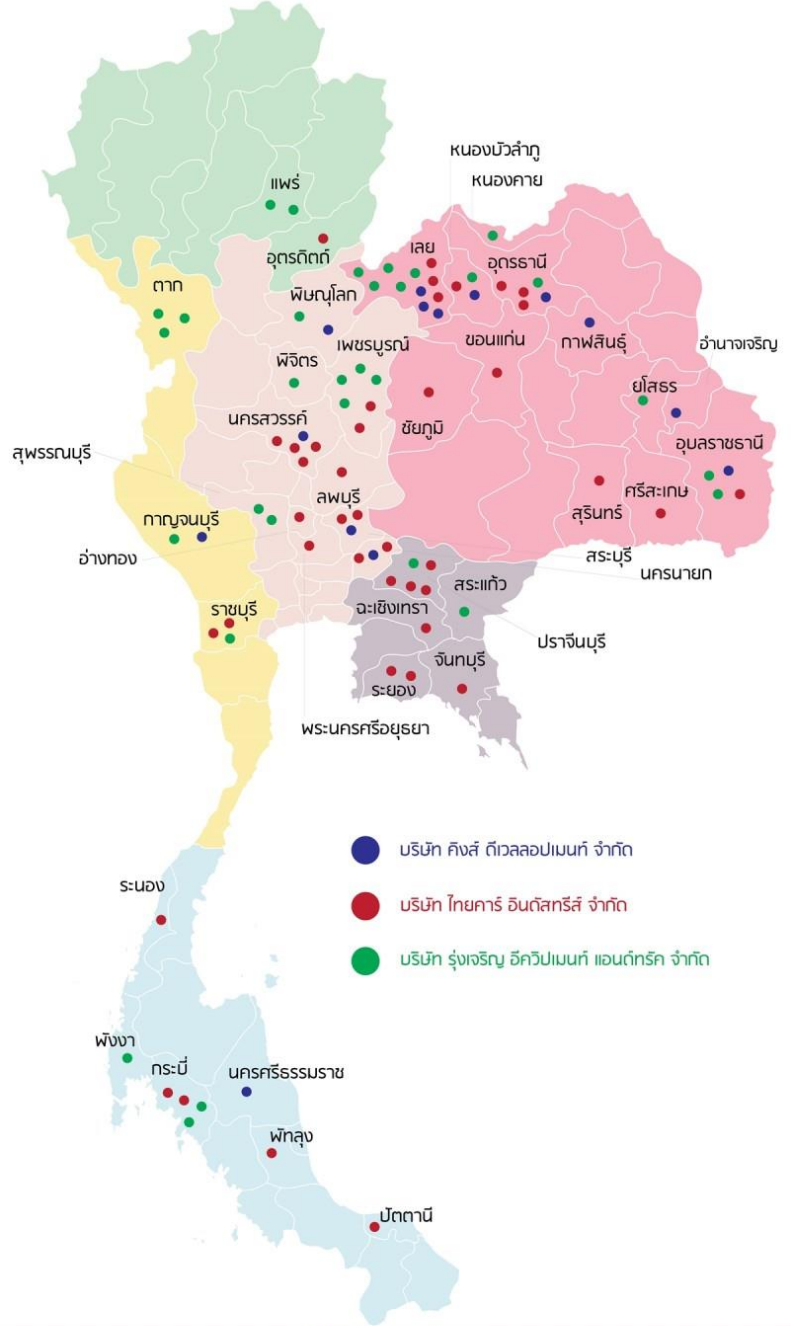 หนองบัวลำภู
หนองคาย
แพร่
อุตรดิตถ์
เลย
อุดรธานี
ตาก
พิษณุโลก
เพชรบูรณ์
ขอนแก่น
กาฬสินธุ์
อำนาจเจริญ
พิจิตร
ยโสธร
นครสวรรค์
ชัยภูมิ
อุบลราชธานี
สุพรรณบุรี
ลพบุรี
ศรีสะเกษ
สุรินทร์
กาญจนบุรี
อ่างทอง
สระบุรี
นครนายก
สระแก้ว
ราชบุรี
ฉะเชิงเทรา
ปราจีนบุรี
จันทบุรี
ระยอง
พระนครศรีอยุธยา
บริษัท คิงส์ ดีเวลลอปเมนท์ จำกัด
ระนอง
บริษัท ไทยคาร์ อินดัสทรีส์ จำกัด
บริษัท รุ่งเจริญ อีควิปเมนท์ แอนด์ทรัค จำกัด
พังงา
กระบี่
นครศรีธรรมราช
พัทลุง
ปัตตานี